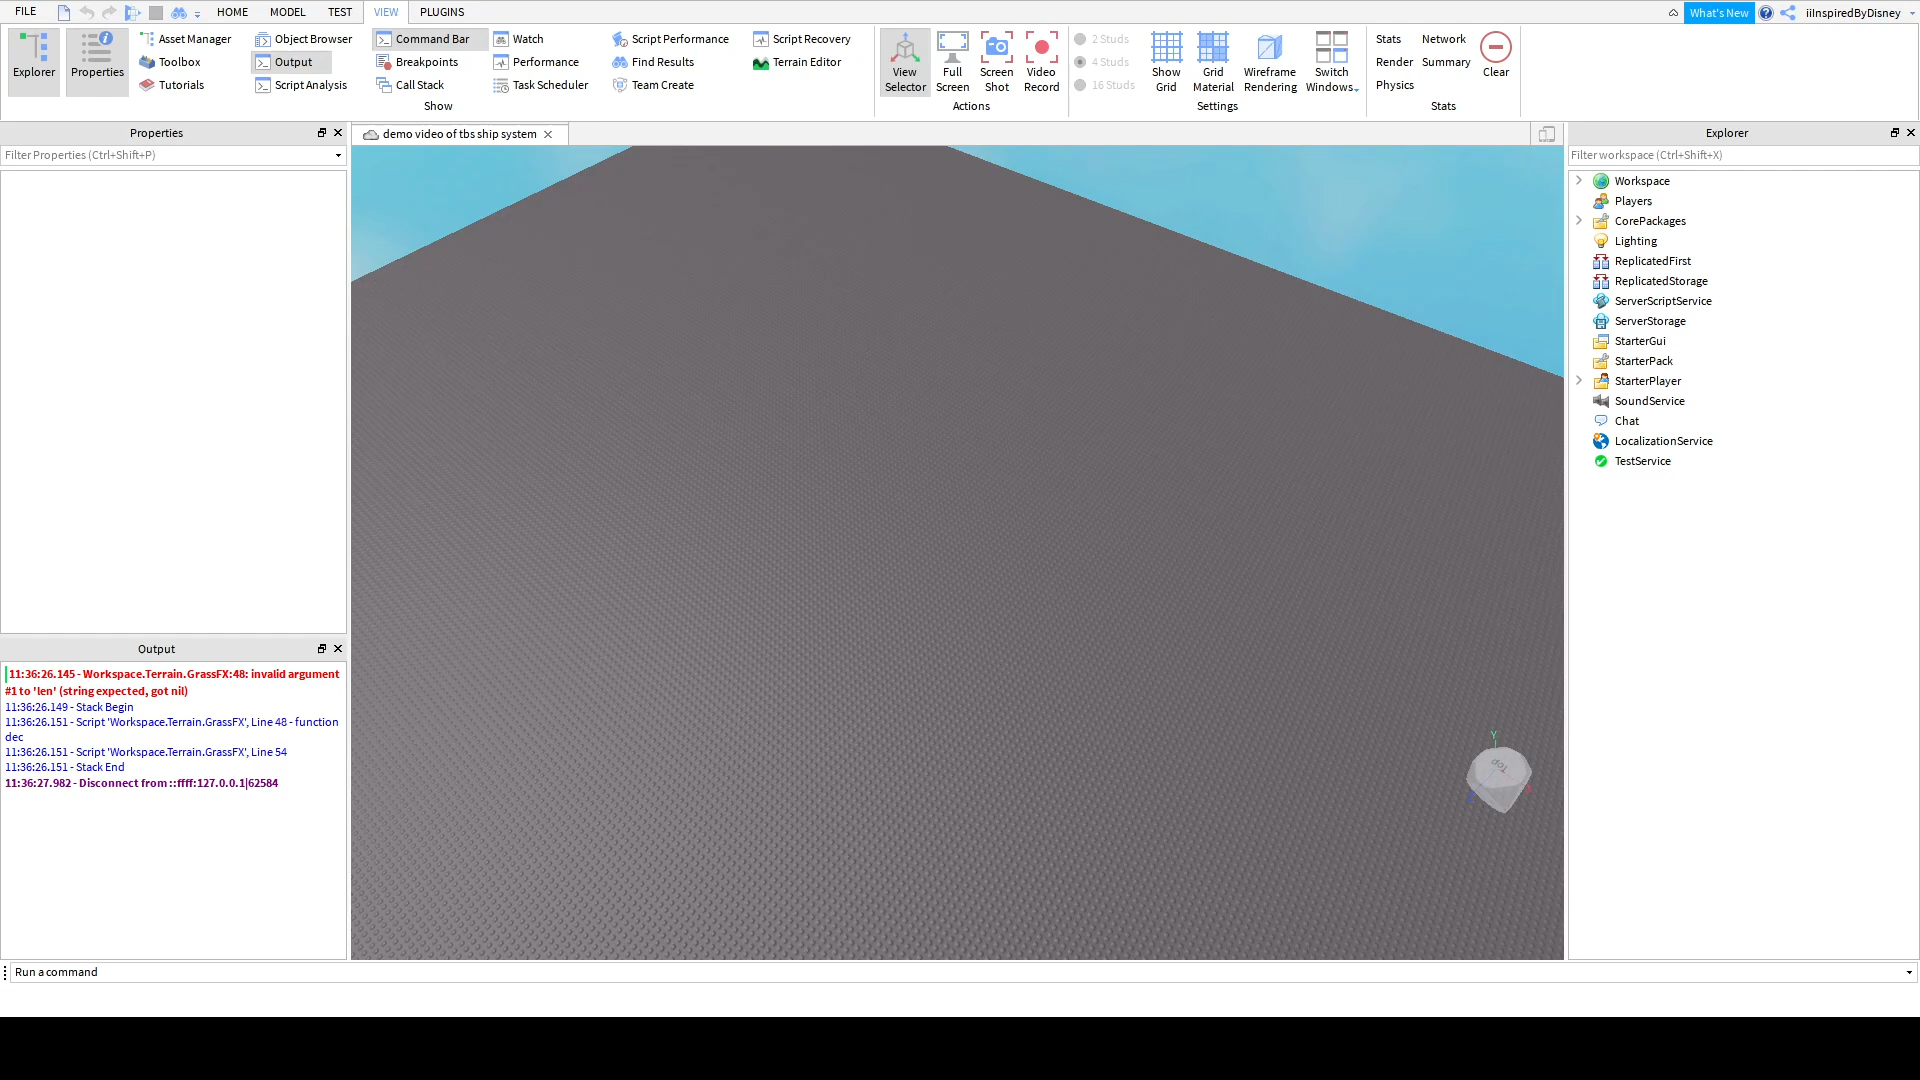 FILE HOME MODEL TEST VIEW PLUGINS What's New iiInspiredByDisney
Explorer
Properties
Asset Manager
Toolbox
Tutorials
Object Browser
Output
Script Analysis
Command Bar
Breakpoints
Call Stack
Watch
Performance
Task Scheduler
Script Performance
Find Results
Team Create
Script Recovery
Terrain Editor
Show
View
Selector
Full
Screen
Screen
Shot
Video
Record
Actions
2 Studs
4 Studs
16 Studs
Show
Grid
Grid
Material
Wireframe
Rendering
Switch
Windows
Settings
Stats
Render
Physics
Network
Summary
Clear
Stats
Properties
Filter Properties (Ctrl+Shift+P)
Output
11:36:26.145 - Workspace.Terrain.GrassFX:48: invalid argument
#1 to 'len' (string expected, got nil)
11:36:26.149 - Stack Begin
11:36:26.151 - Script 'Workspace.Terrain.GrassFX', Line 48 - function
dec
11:36:26.151 - Script 'Workspace.Terrain.GrassFX', Line 54
11:36:26.151 - Stack End
11:36:27.982 - Disconnect from ::ffff:127.0.0.1|62584
demo video of tbs ship system
Y
Top
X
Z
Explorer
Filter workspace (Ctrl+Shift+X)
Workspace
Players
CorePackages
Lighting
ReplicatedFirst
ReplicatedStorage
ServerScriptService
ServerStorage
StarterGui
StarterPack
StarterPlayer
SoundService
Chat
LocalizationService
TestService
Run a command